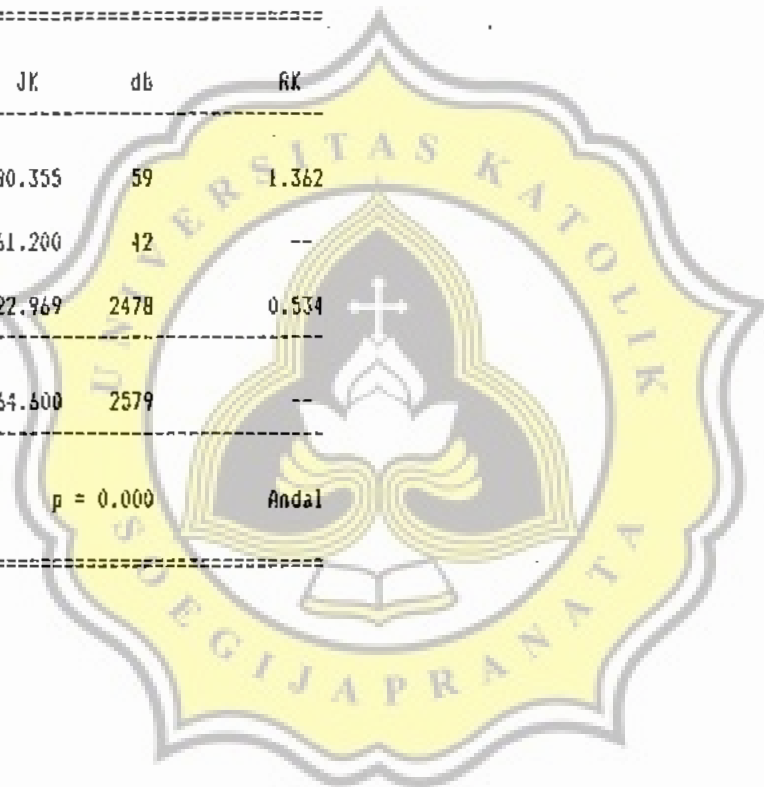 JK db RK
0.355 59 1.362
1.200 42 --
22.969 2478 0.534
4.600 2579 --
p = 0.000 Andal
UNIVERSITAS KATOLIK
SOEGIJAPRANATA